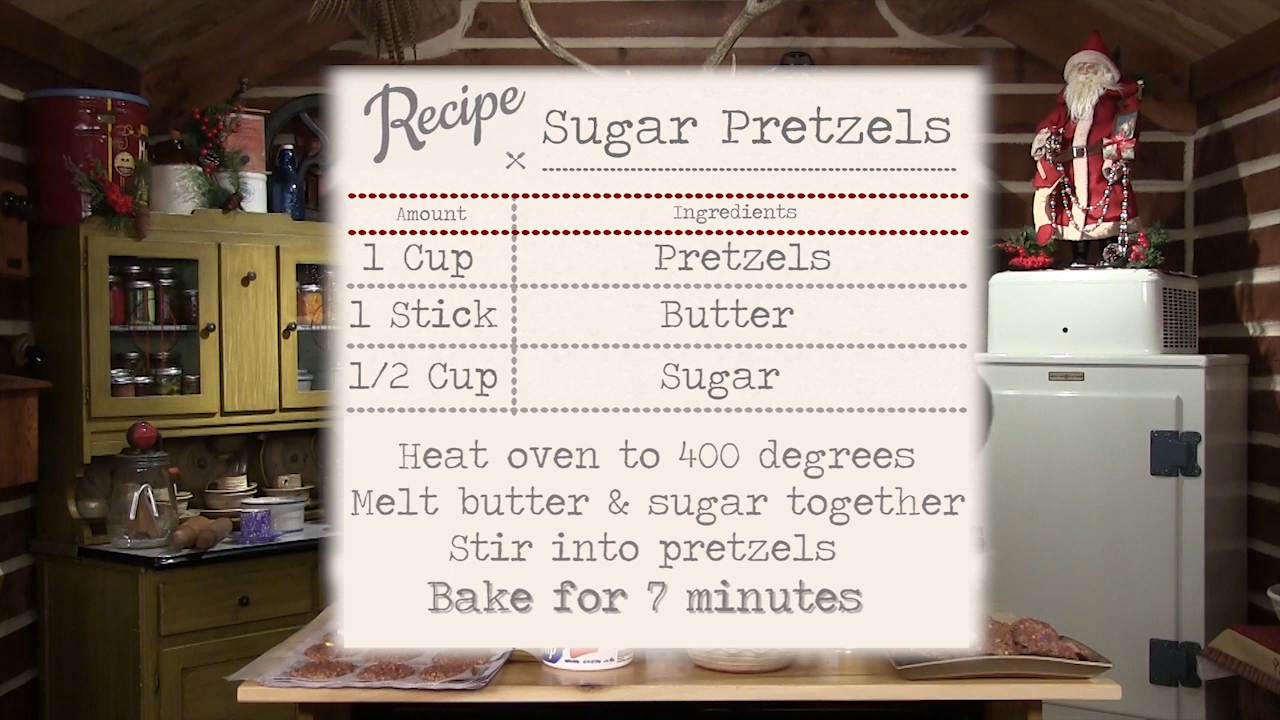 Recipe
x Sugar Pretzels
Amount Ingredients
1 Cup Pretzels
1 Stick Butter
1/2 Cup Sugar
Heat oven to 400 degrees
Melt butter & sugar together
Stir into pretzels
Bake for 7 minutes